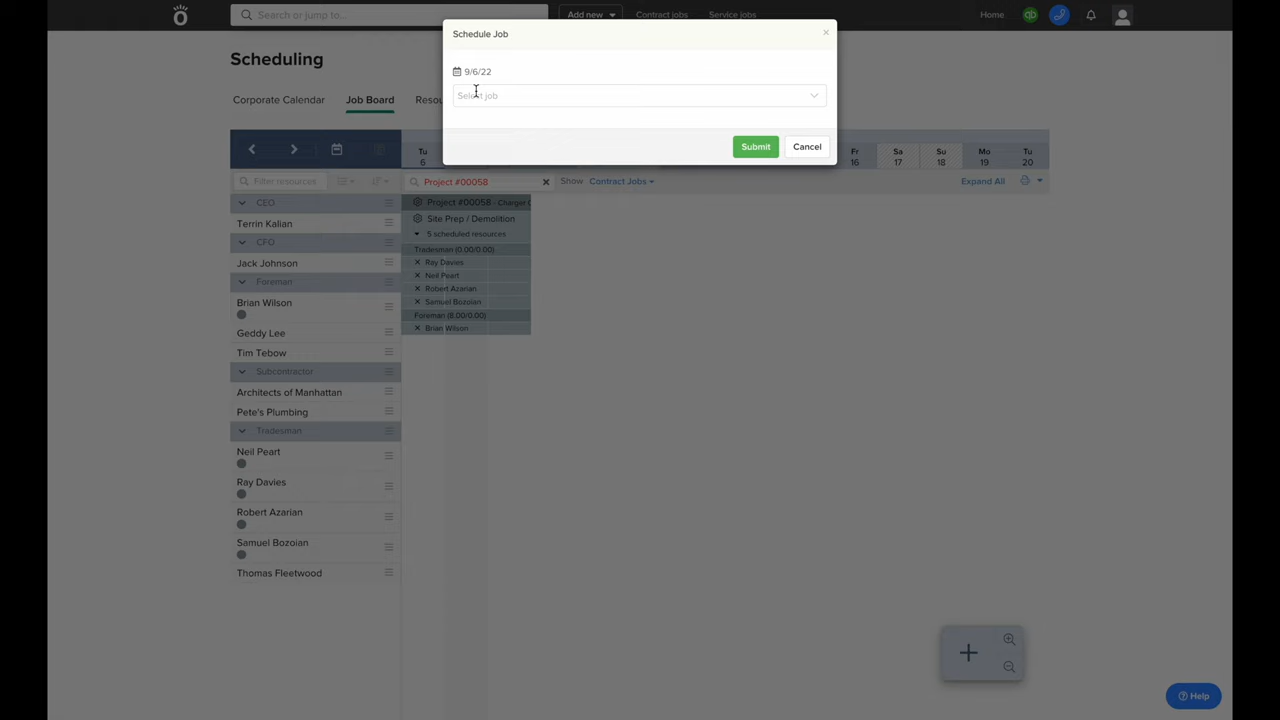 Search or jump to...
Add new
Contract jobs
Service jobs
Home
qb
Scheduling
Corporate Calendar
Job Board
Schedule Job
×
9/6/22
Select job
Submit
Cancel
Tu
6
Fr
16
Sa
17
Su
18
Mo
19
Tu
20
Filter resources
Project #00058
Show
Contract Jobs
Expand All
CEO
Terrin Kalian
CFO
Jack Johnson
Foreman
Brian Wilson
Geddy Lee
Tim Tebow
Subcontractor
Architects of Manhattan
Pete's Plumbing
Tradesman
Neil Peart
Ray Davies
Robert Azarian
Samuel Bozoian
Thomas Fleetwood
Project #00058 - Charger
Site Prep / Demolition
5 scheduled resources
Tradesman (0.00/0.00)
Ray Davies
Neil Peart
Robert Azarian
Samuel Bozoian
Foreman (8.00/0.00)
Brian Wilson
Help